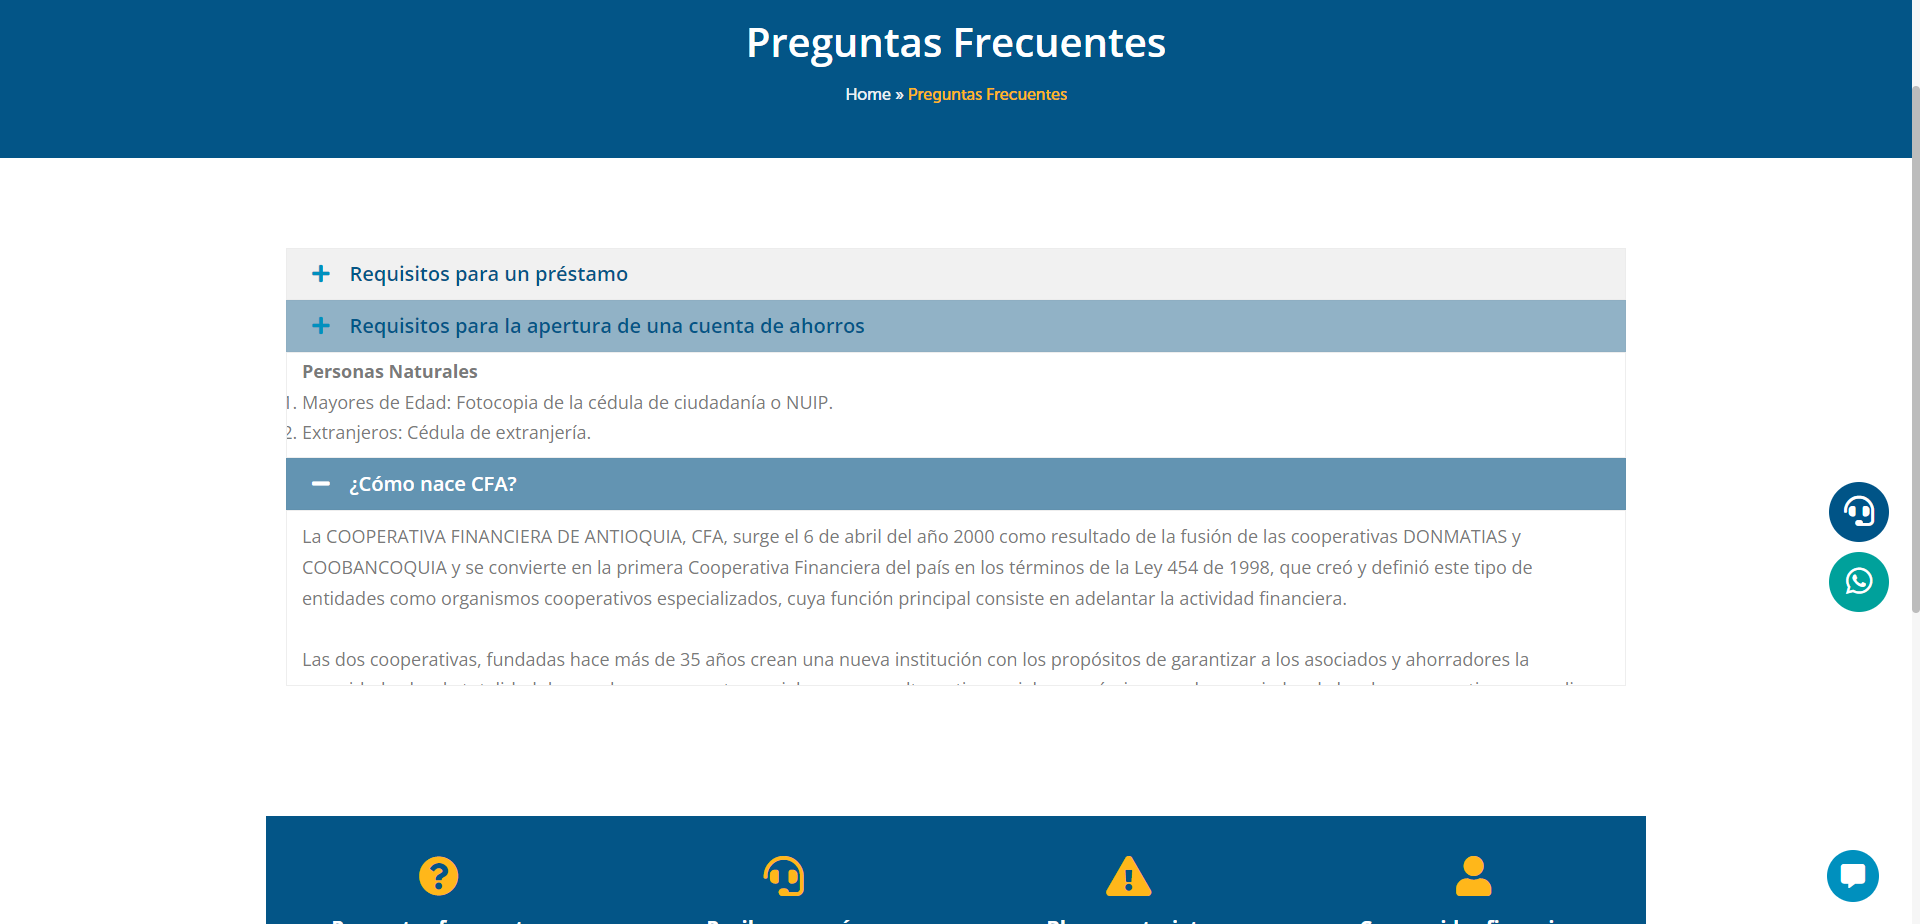 Preguntas Frecuentes
Home » Preguntas Frecuentes
Requisitos para un préstamo
Requisitos para la apertura de una cuenta de ahorros
Personas Naturales
1. Mayores de Edad: Fotocopia de la cédula de ciudadanía o NUIP.
2. Extranjeros: Cédula de extranjería.
¿Cómo nace CFA?
La COOPERATIVA FINANCIERA DE ANTIOQUIA, CFA, surge el 6 de abril del año 2000 como resultado de la fusión de las cooperativas DONMATIAS y
COOBANCOQUIA y se convierte en la primera Cooperativa Financiera del país en los términos de la Ley 454 de 1998, que creó y definió este tipo de
entidades como organismos cooperativos especializados, cuya función principal consiste en adelantar la actividad financiera.
Las dos cooperativas, fundadas hace más de 35 años crean una nueva institución con los propósitos de garantizar a los asociados y ahorradores la